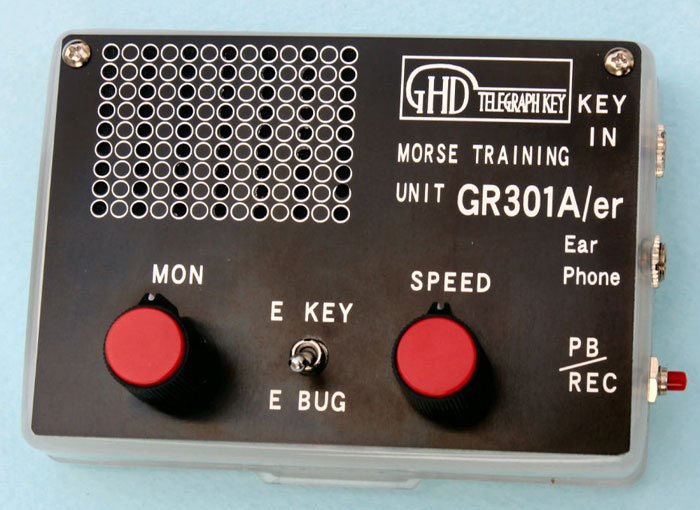 GHD TELEGRAPH KEY
KEY
IN
MORSE TRAINING
UNIT GR301A/er
Ear
Phone
MON
SPEED
E KEY
E BUG
PB/
REC